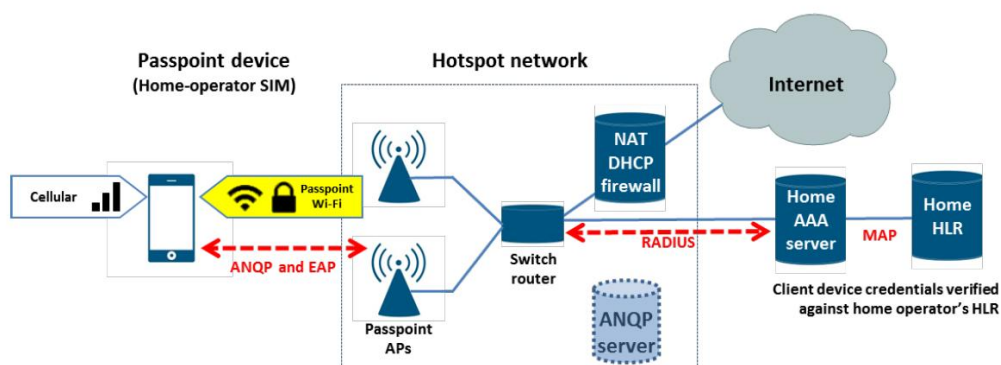 Passpoint device
(Home-operator SIM)
Hotspot network
Internet
NAT
DHCP
firewall
Cellular
Passpoint
Wi-Fi
Home
AAA
server
Home
HLR
RADIUS
MAP
ANQP and EAP
Switch
router
Passpoint
APs
ANQP
server
Client device credentials verified
against home operator's HLR